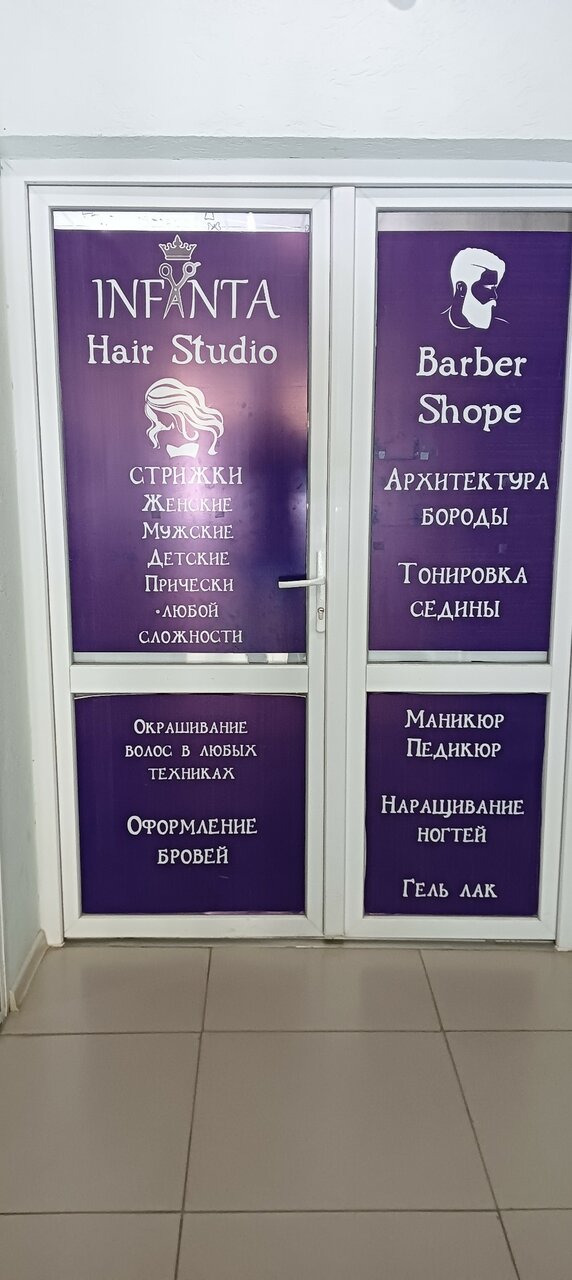 INFANTA
Hair Studio
СТРИЖКИ
Женские
Мужские
Детские
Прически
•любой
сложности
Окрашивание
волос в любых
техниках
Оформление
бровей
Barber
Shope
Архитектура
бороды
Тонировка
седины
Маникюр
Педикюр
Наращивание
ногтей
Гель лак